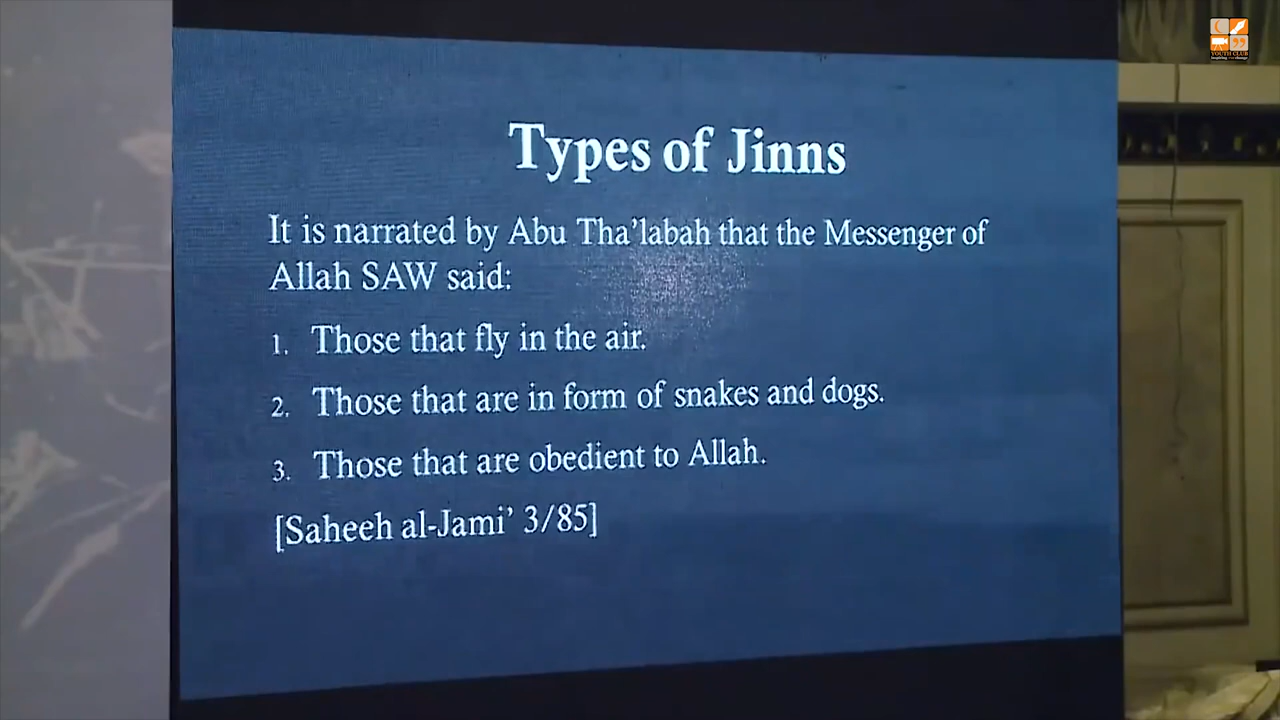 Types of Jinns
It is narrated by Abu Tha'labah that the Messenger of
Allah SAW said:
1. Those that fly in the air.
2. Those that are in form of snakes and dogs.
3. Those that are obedient to Allah.
[Saheeh al-Jami' 3/85]
YOUTH CLUB